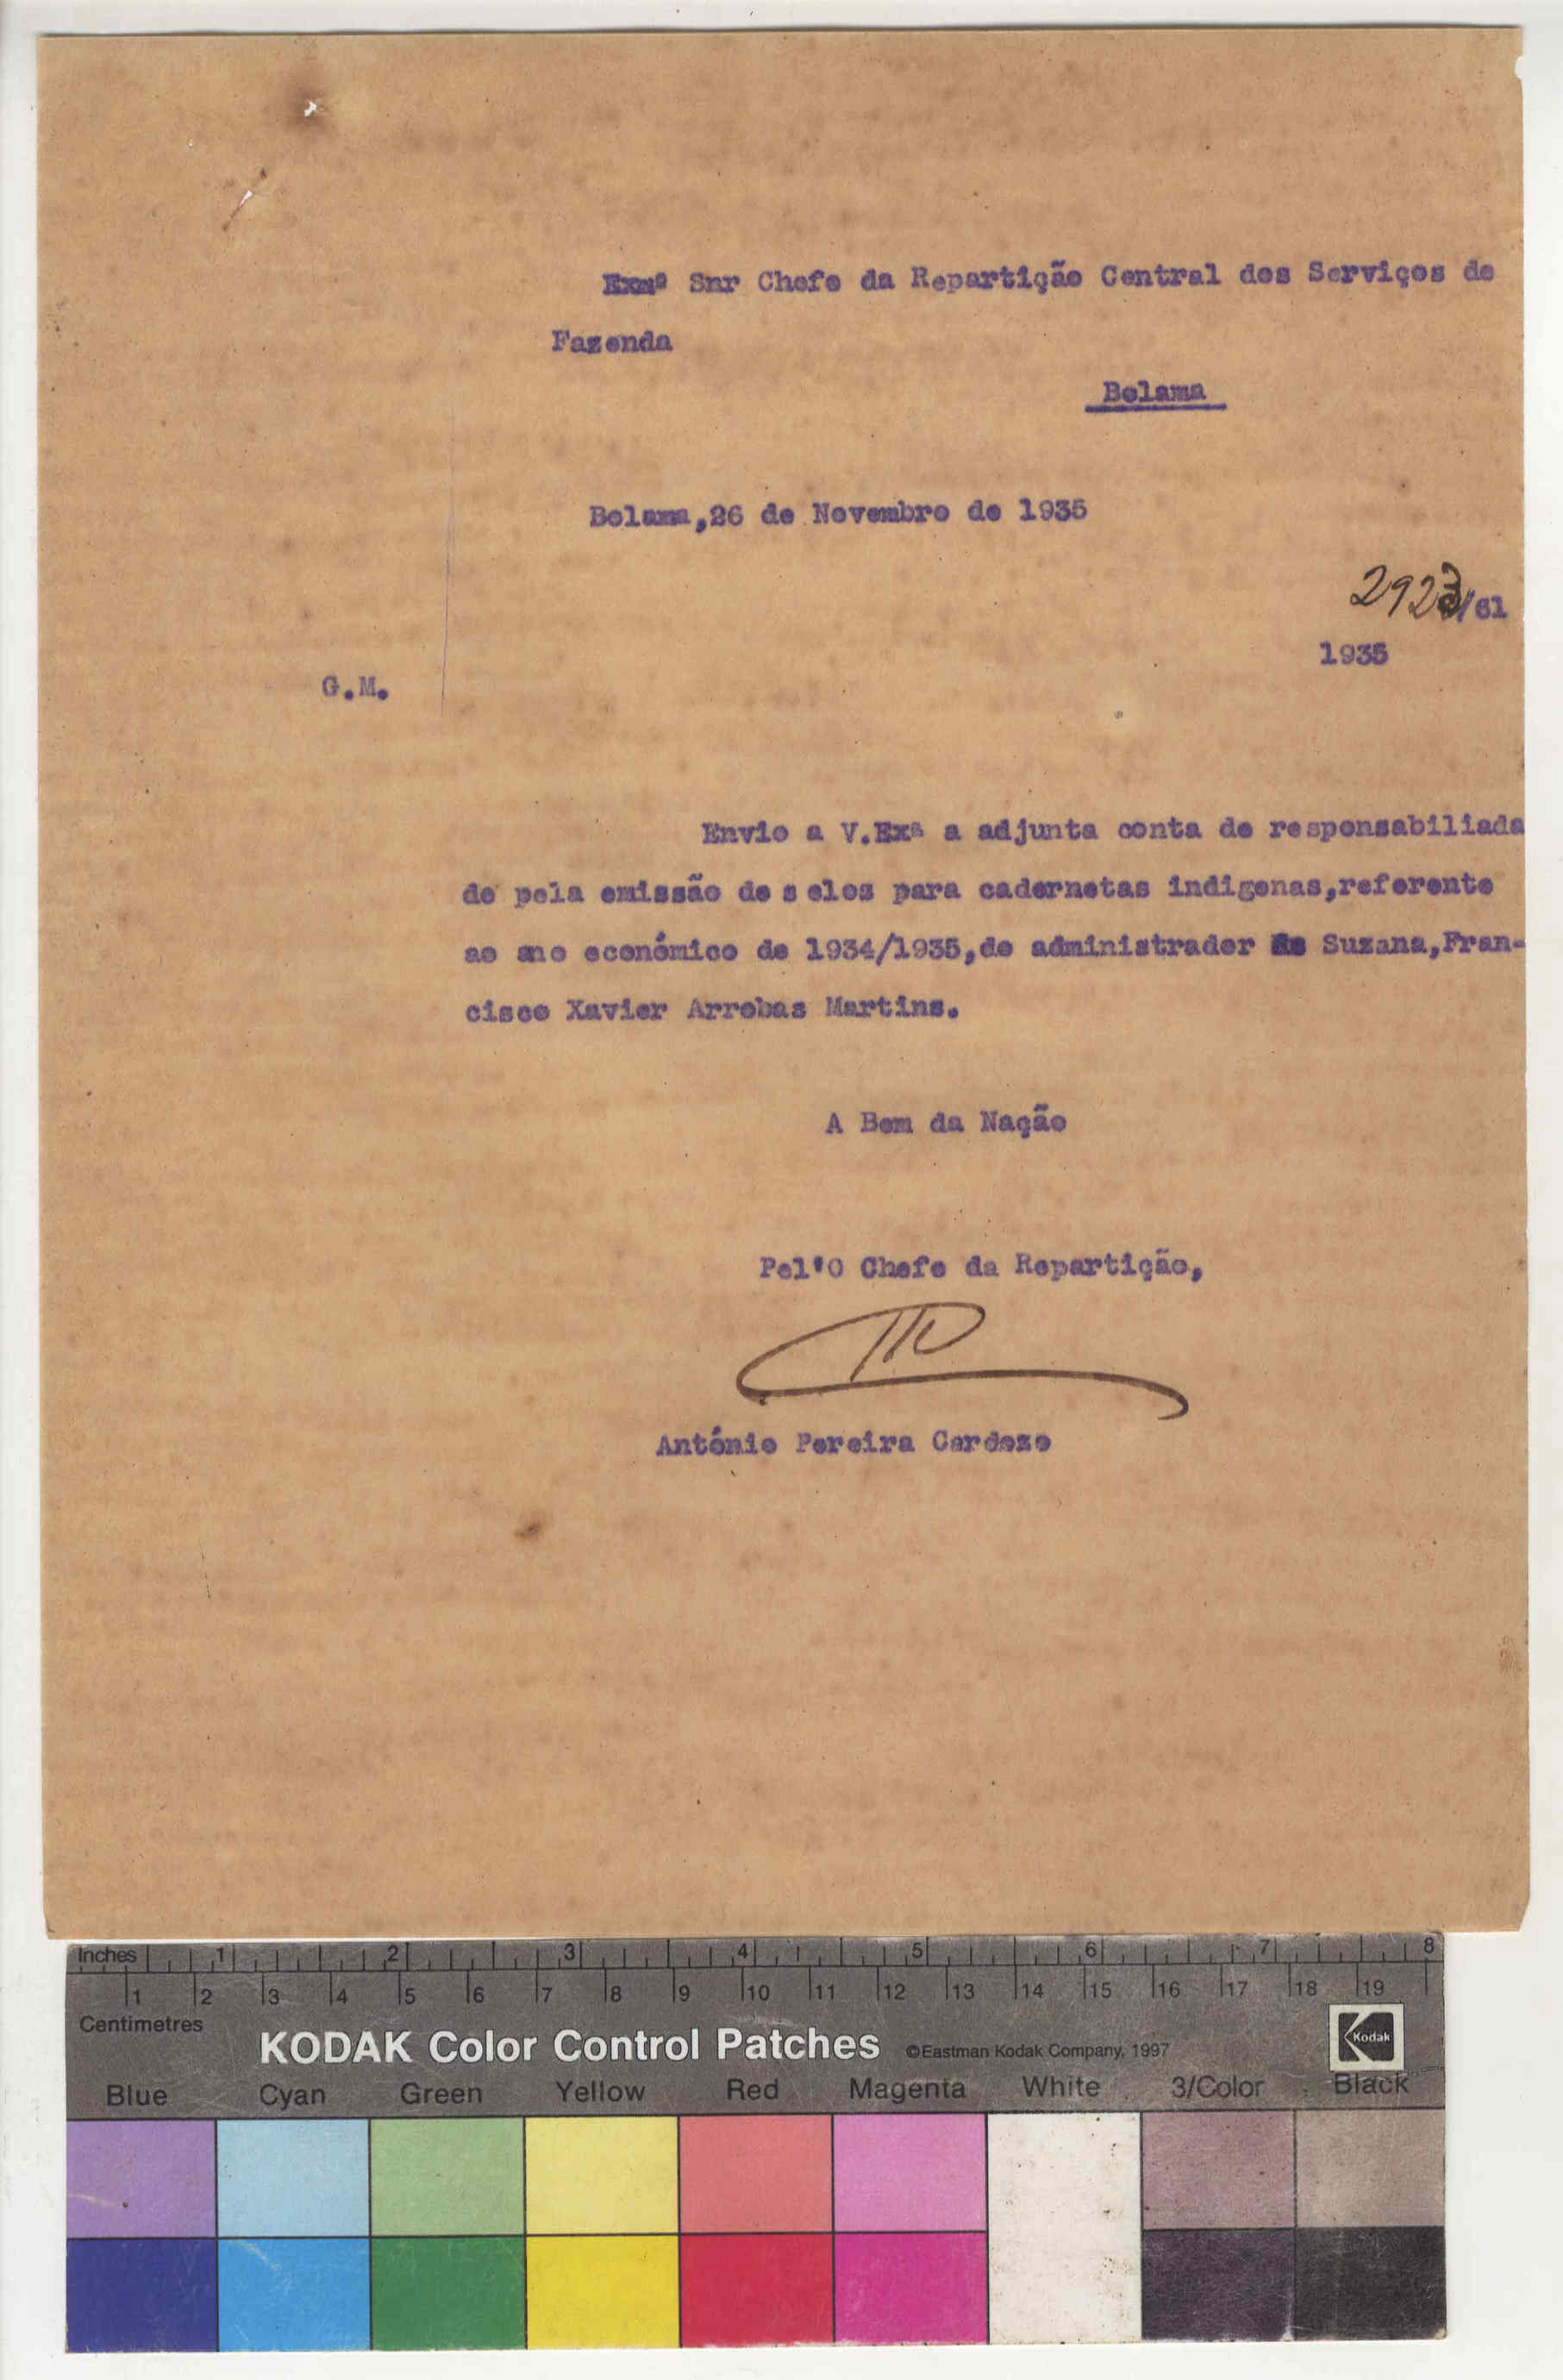 Exmº Snr Chefe da Repartição Central dos Serviços de
Fazenda
Bolama
Bolama,26 de Novembro de 1935
2923/61
1935
G.M.
Envio a V.Exª a adjunta conta de responsabiliada
de pela emissão de s elos para cadernetas indigenas,referente
ao ano económico de 1934/1935,do administrador de Suzana,Fran-
cisco Xavier Arrobas Martins.
A Bem da Nação
Pel'O Chefe da Repartição,
António Pereira Cardozo
Inches 1 2 3 4 5 6 7 8
1 2 3 4 5 6 7 8 9 10 11 12 13 14 15 16 17 18 19
Centimetres
KODAK Color Control Patches ©Eastman Kodak Company, 1997 Kodak
Blue Cyan Green Yellow Red Magenta White 3/Color Black